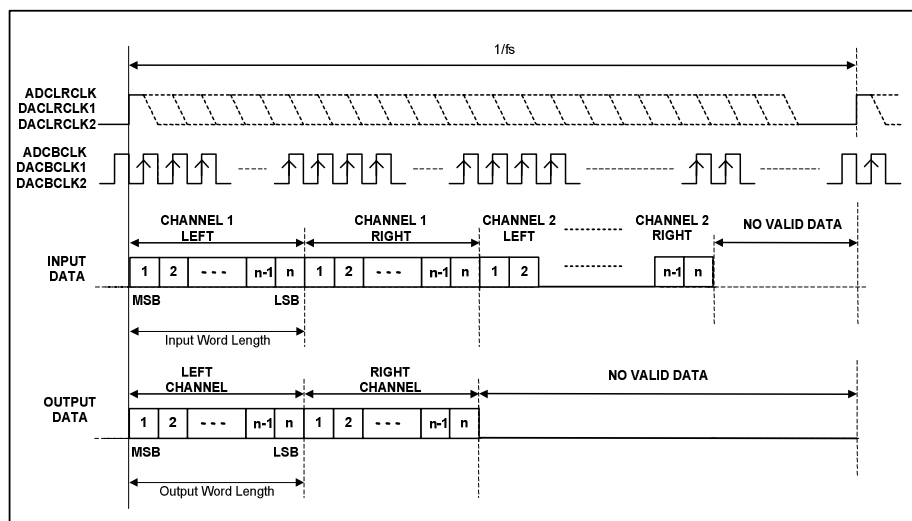 1/fs
ADCLRCLK
DACLRCLK1
DACLRCLK2
ADCBCLK
DACBCLK1
DACBCLK2
CHANNEL 1
LEFT
CHANNEL 1
RIGHT
CHANNEL 2
LEFT
CHANNEL 2
RIGHT
NO VALID DATA
INPUT
DATA
1 2 - - - n-1 n 1 2 - - - n-1 n 1 2 n-1 n
MSB LSB
Input Word Length
LEFT
CHANNEL
RIGHT
CHANNEL
NO VALID DATA
OUTPUT
DATA
1 2 - - - n-1 n 1 2 - - - n-1 n
MSB LSB
Output Word Length